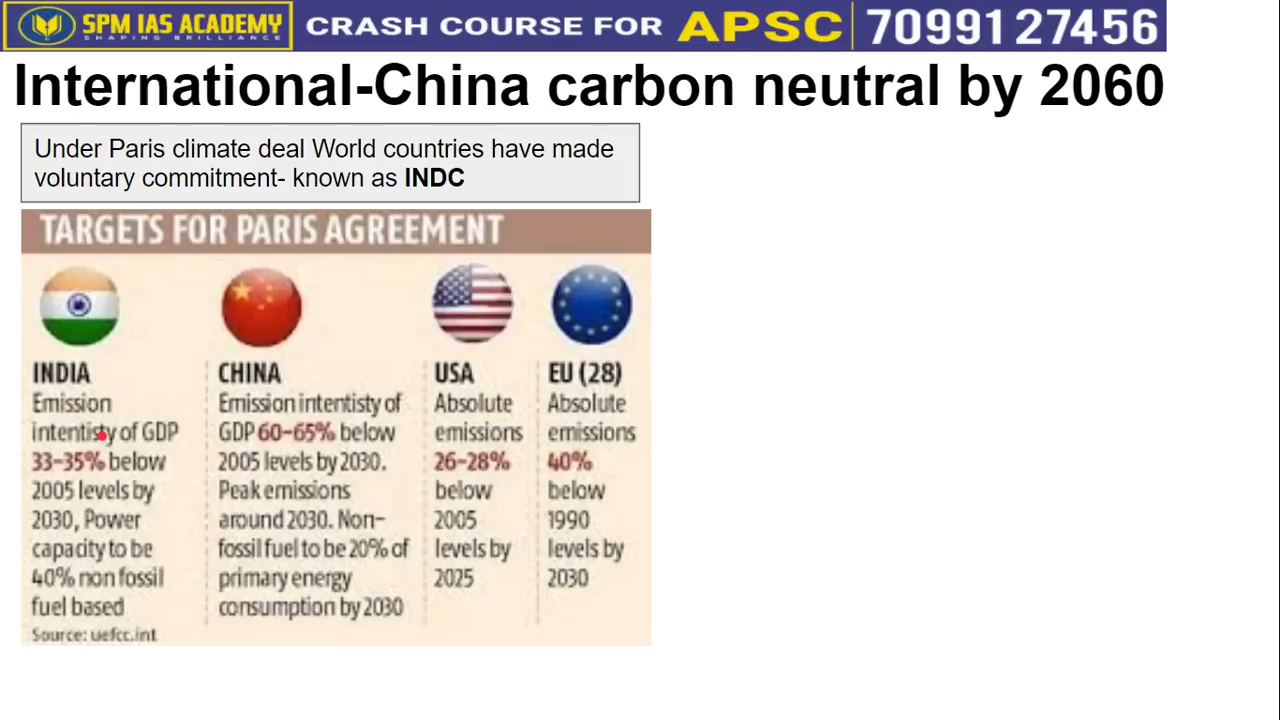 SPM IAS ACADEMY
SHAPING BRILLIANCE
CRASH COURSE FOR APSC 7099127456
International-China carbon neutral by 2060
Under Paris climate deal World countries have made
voluntary commitment- known as INDC
TARGETS FOR PARIS AGREEMENT
INDIA
Emission
intentisty of GDP
33-35% below
2005 levels by
2030, Power
capacity to be
40% non fossil
fuel based
CHINA
Emission intentisty of
GDP 60-65% below
2005 levels by 2030.
Peak emissions
around 2030. Non-
fossil fuel to be 20% of
primary energy
consumption by 2030
USA
Absolute
emissions
26-28%
below
2005
levels by
2025
EU (28)
Absolute
emissions
40%
below
1990
levels by
2030
Source: uefcc.int